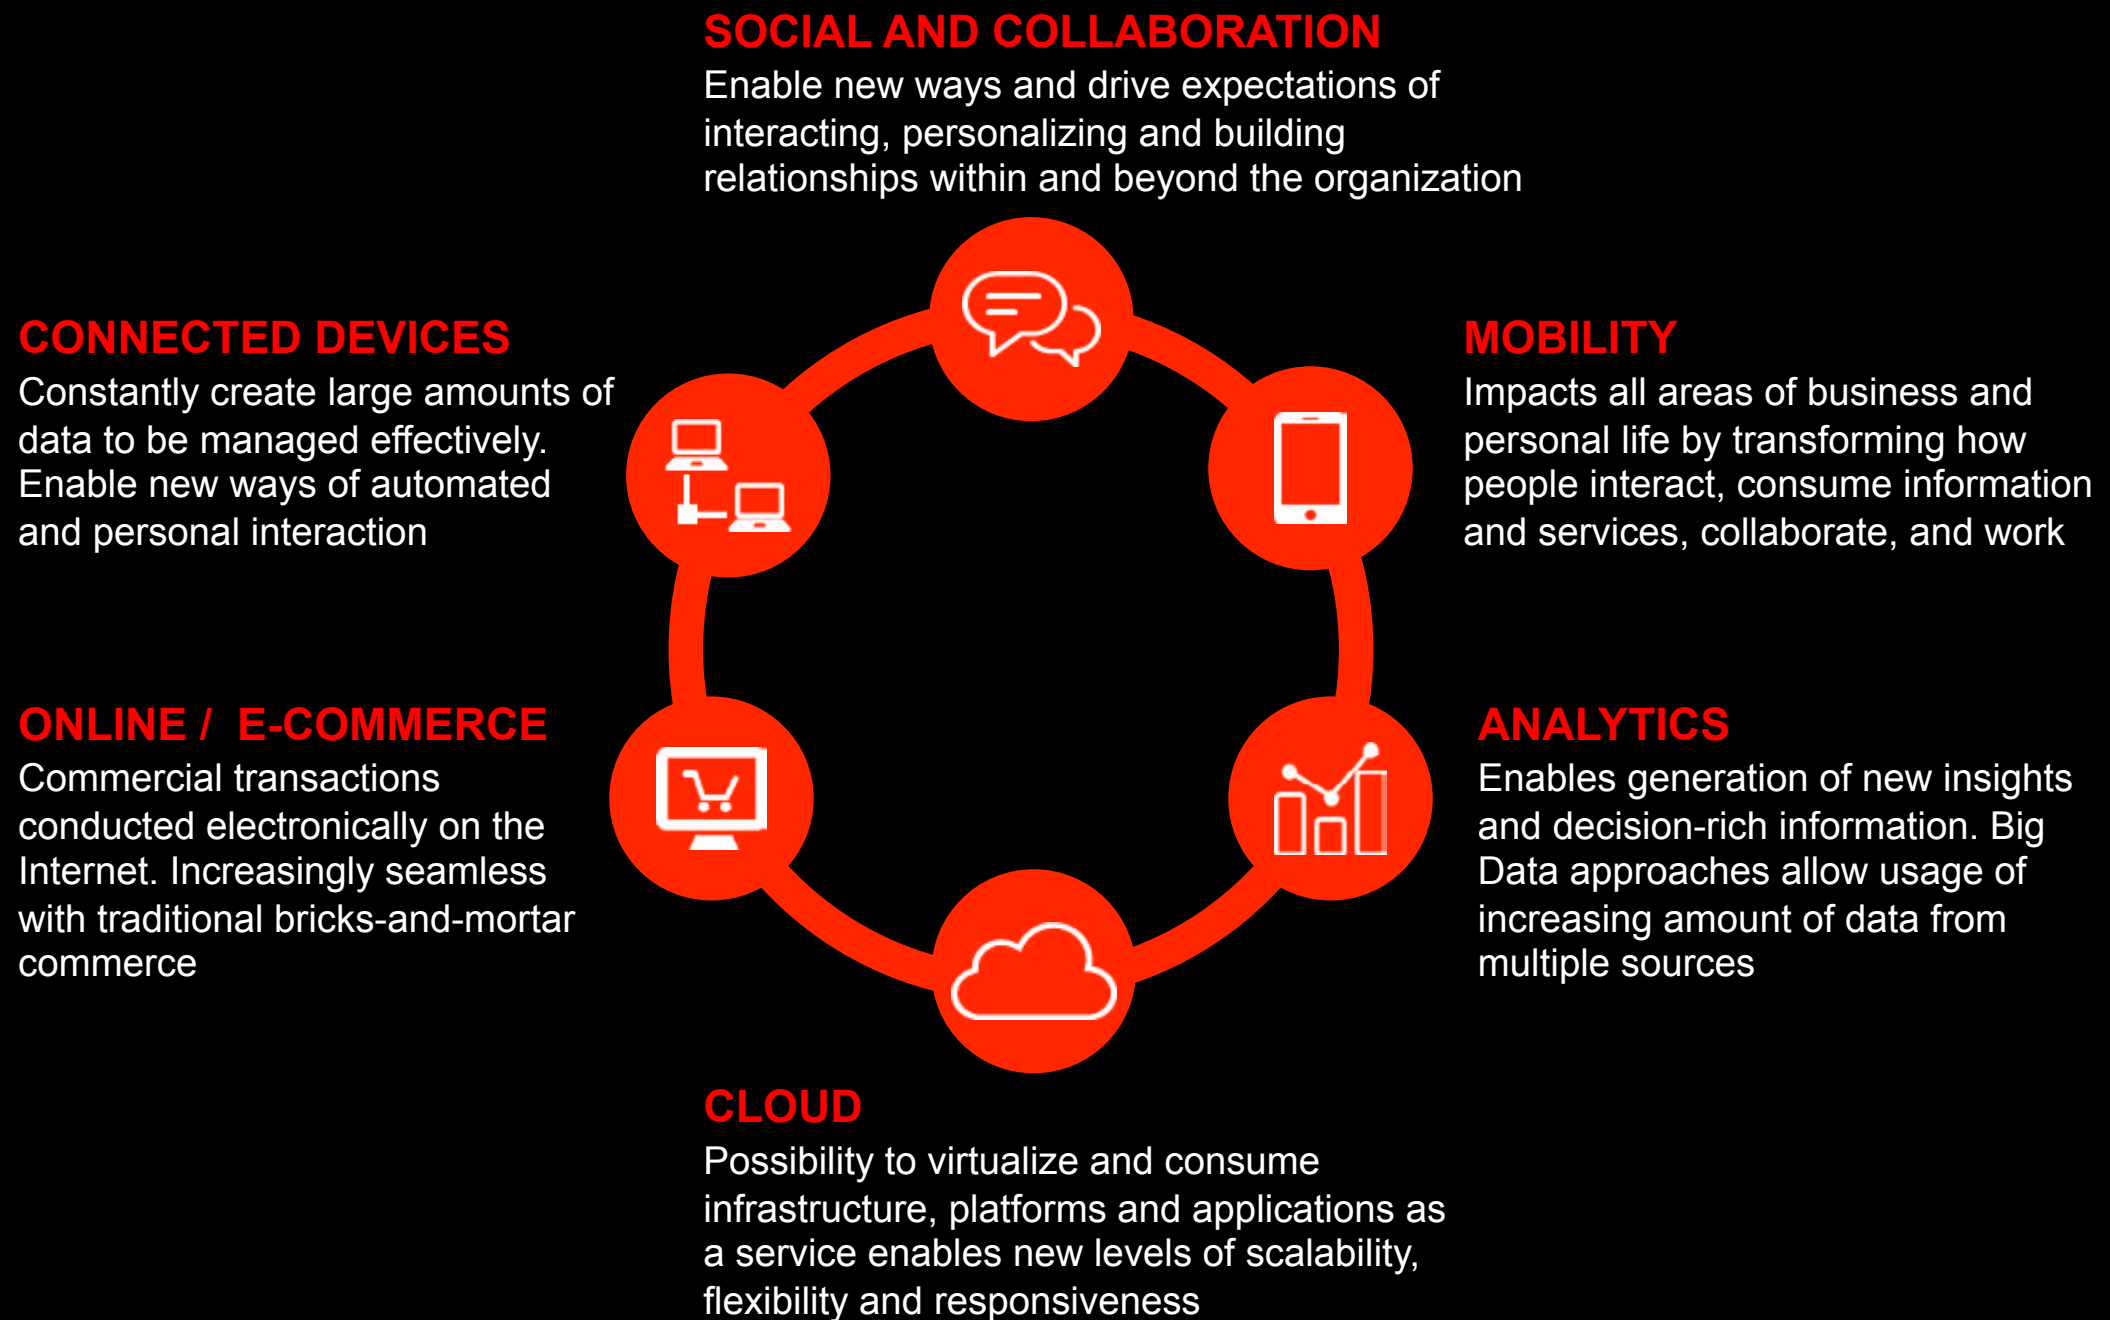 SOCIAL AND COLLABORATION
Enable new ways and drive expectations of
interacting, personalizing and building
relationships within and beyond the organization
CONNECTED DEVICES
Constantly create large amounts of
data to be managed effectively.
Enable new ways of automated
and personal interaction
MOBILITY
Impacts all areas of business and
personal life by transforming how
people interact, consume information
and services, collaborate, and work
ONLINE / E-COMMERCE
Commercial transactions
conducted electronically on the
Internet. Increasingly seamless
with traditional bricks-and-mortar
commerce
ANALYTICS
Enables generation of new insights
and decision-rich information. Big
Data approaches allow usage of
increasing amount of data from
multiple sources
CLOUD
Possibility to virtualize and consume
infrastructure, platforms and applications as
a service enables new levels of scalability,
flexibility and responsiveness